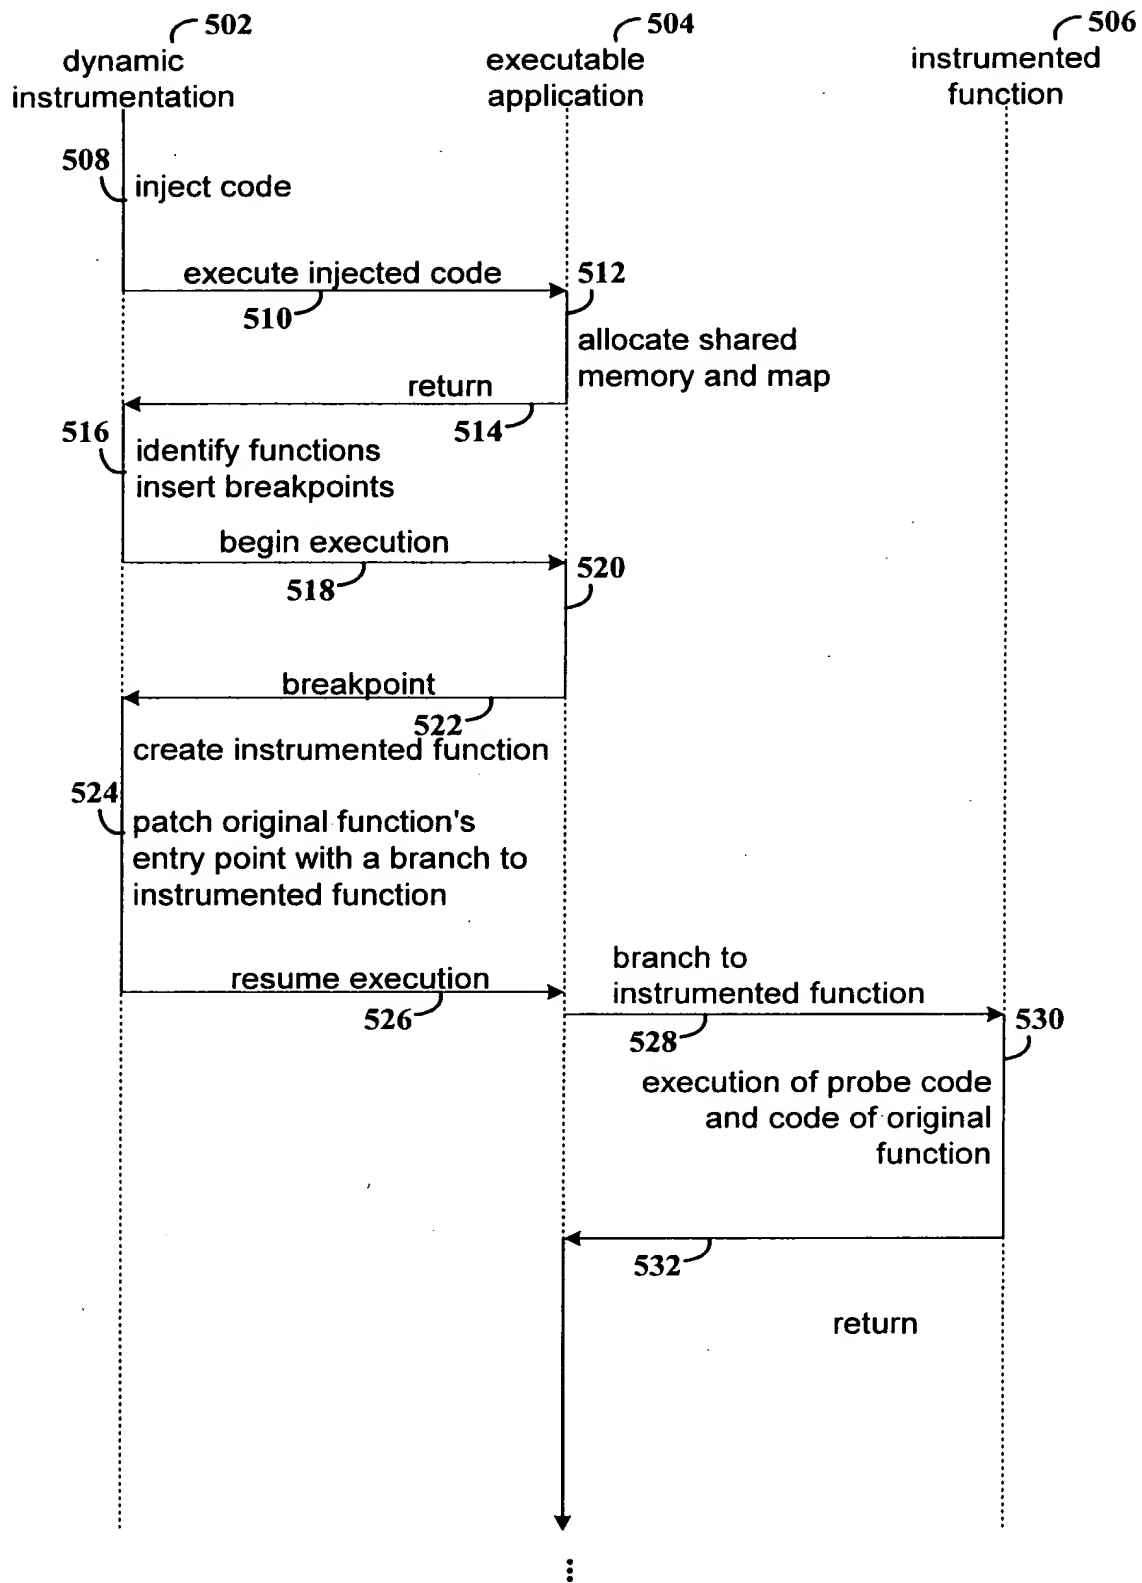 502
dynamic
instrumentation
504
executable
application
506
instrumented
function
508
inject code
execute injected code
510
512
allocate shared
memory and map
return
514
516
identify functions
insert breakpoints
begin execution
518
520
breakpoint
522
create instrumented function
524
patch original function's
entry point with a branch to
instrumented function
resume execution
526
branch to
instrumented function
528
530
execution of probe code
and code of original
function
532
return